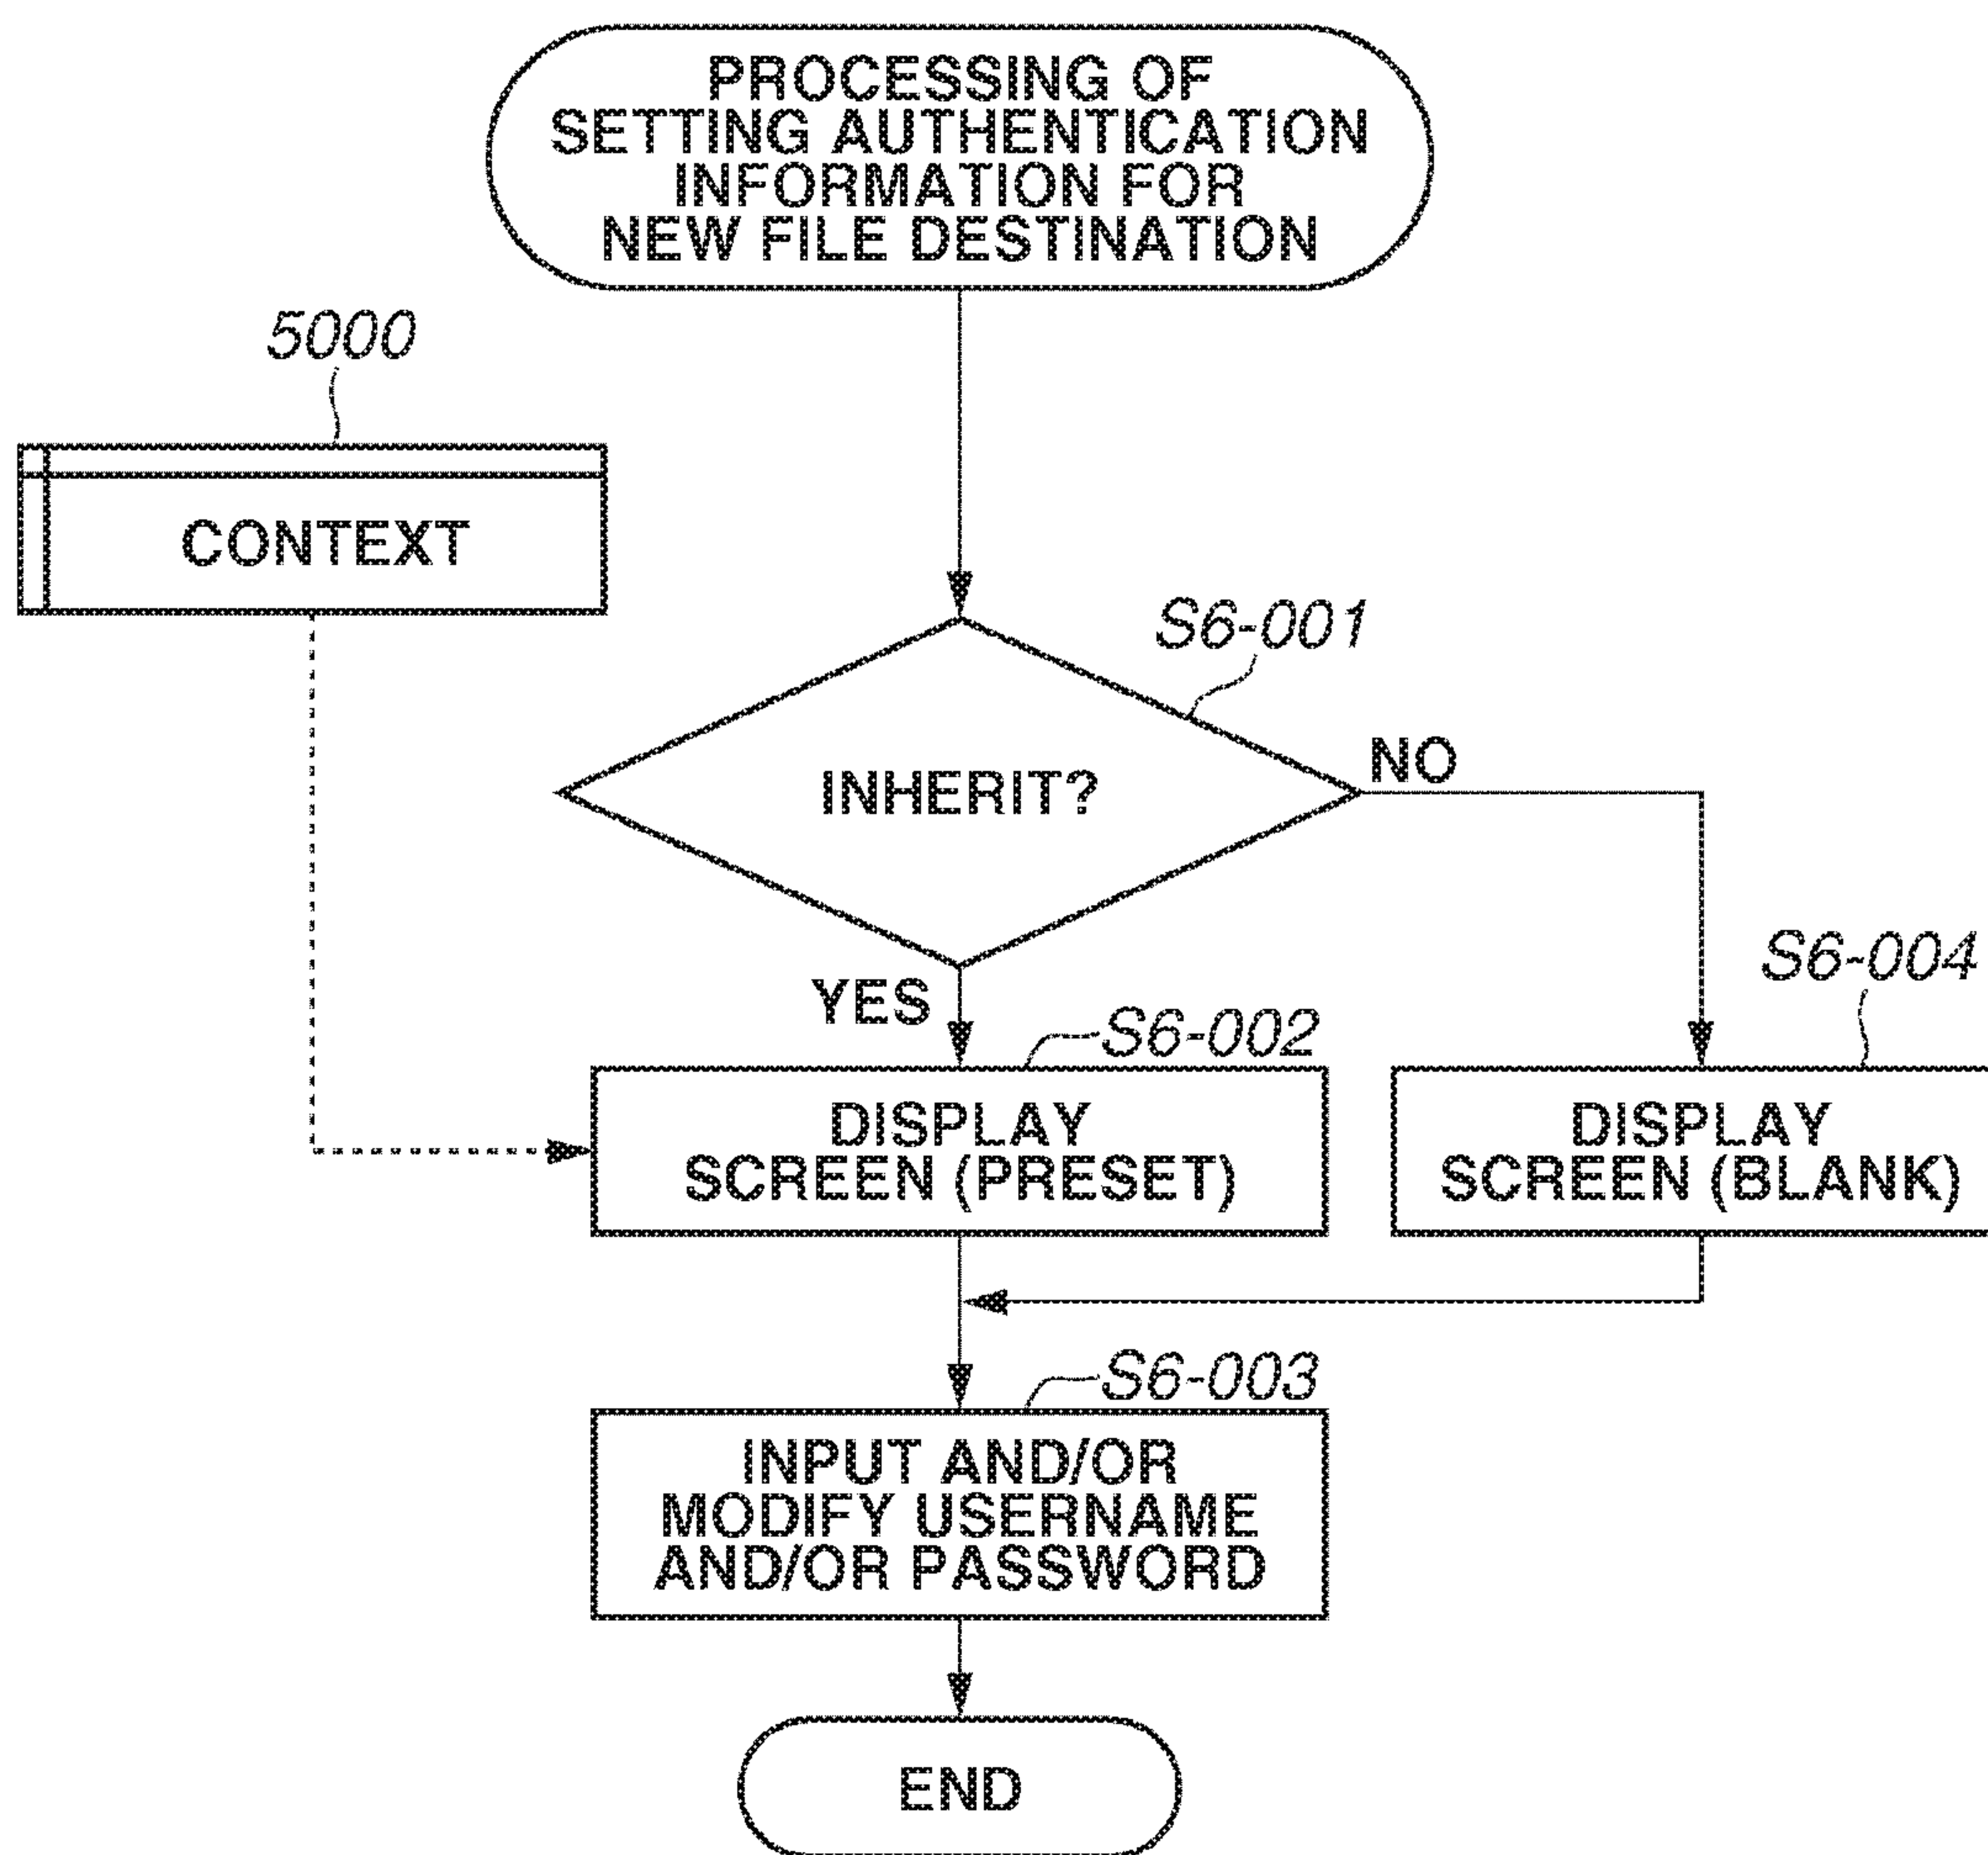 PROCESSING OF
SETTING AUTHENTICATION
INFORMATION FOR
NEW FILE DESTINATION
5000
CONTEXT
S6-001
INHERIT?
NO
YES
S6-002
S6-004
DISPLAY
SCREEN (PRESET)
DISPLAY
SCREEN (BLANK)
S6-003
INPUT AND/OR
MODIFY USERNAME
AND/OR PASSWORD
END